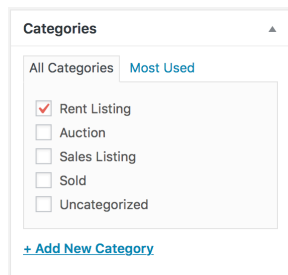 Categories
All Categories Most Used
Rent Listing
Auction
Sales Listing
Sold
Uncategorized
+ Add New Category